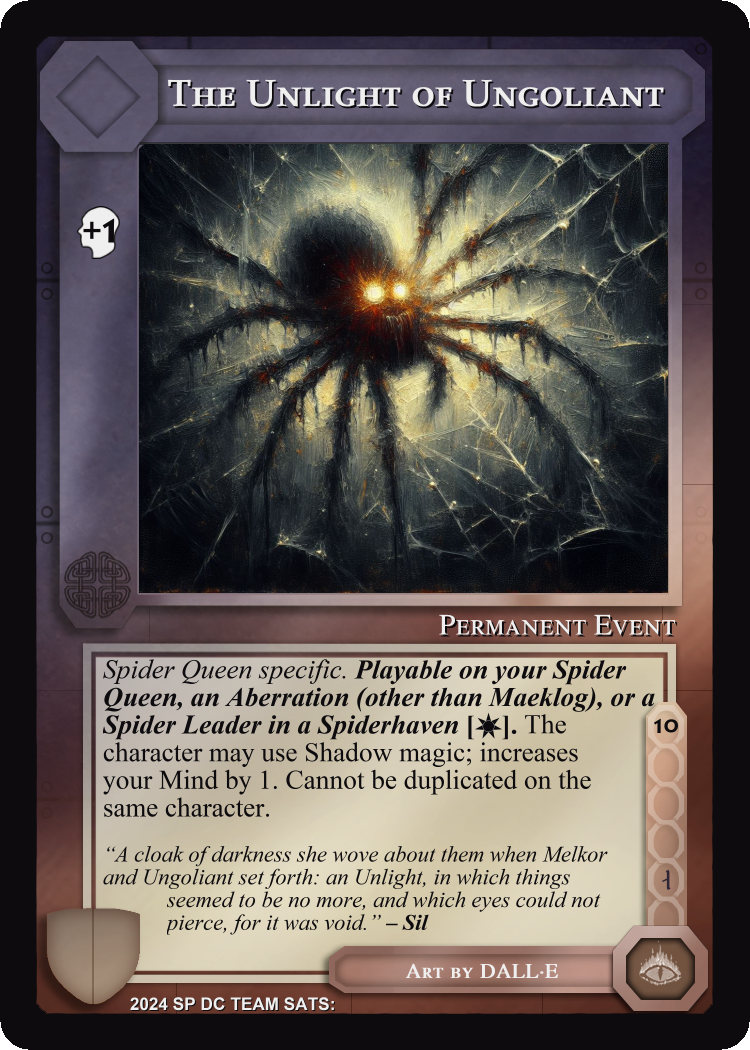 The Unlight of Ungoliant
+1
Permanent Event
Spider Queen specific. Playable on your Spider
Queen, an Aberration (other than Maeklog), or a
Spider Leader in a Spiderhaven [✷]. The
character may use Shadow magic; increases
your Mind by 1. Cannot be duplicated on the
same character.
10
“A cloak of darkness she wove about them when Melkor
and Ungoliant set forth: an Unlight, in which things
seemed to be no more, and which eyes could not
pierce, for it was void.” – Sil
Art by DALL·E
2024 SP DC TEAM SATS: